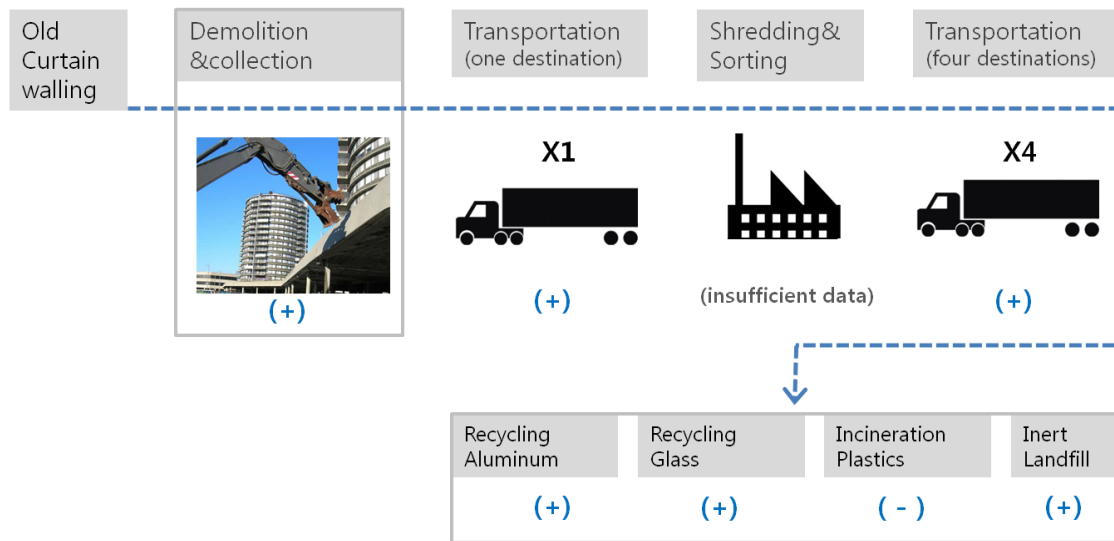 Old
Curtain
walling
Demolition
&collection
Transportation
(one destination)
Shredding&
Sorting
Transportation
(four destinations)
X1
X4
(+)
(+)
(insufficient data)
(+)
Recycling
Aluminum
Recycling
Glass
Incineration
Plastics
Inert
Landfill
(+)
(+)
( - )
(+)